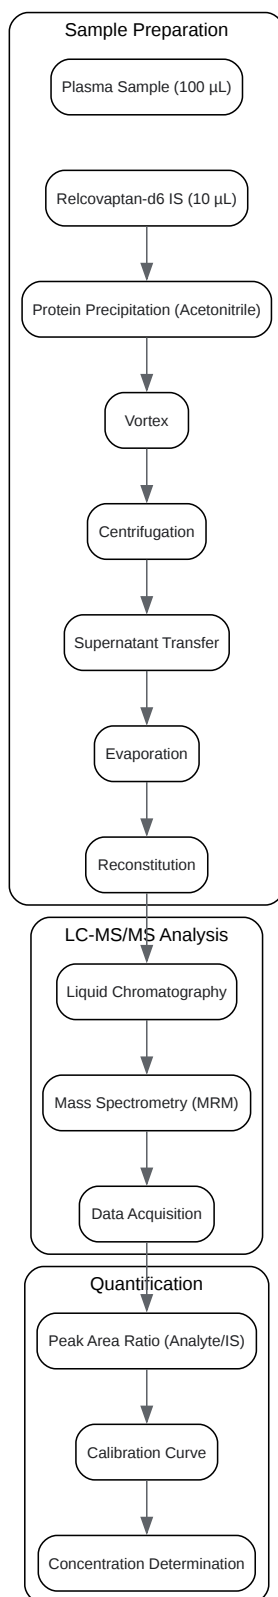 Sample Preparation
Plasma Sample (100 µL)
Relcovaptan-d6 IS (10 µL)
Protein Precipitation (Acetonitrile)
Vortex
Centrifugation
Supernatant Transfer
Evaporation
Reconstitution
LC-MS/MS Analysis
Liquid Chromatography
Mass Spectrometry (MRM)
Data Acquisition
Quantification
Peak Area Ratio (Analyte/IS)
Calibration Curve
Concentration Determination